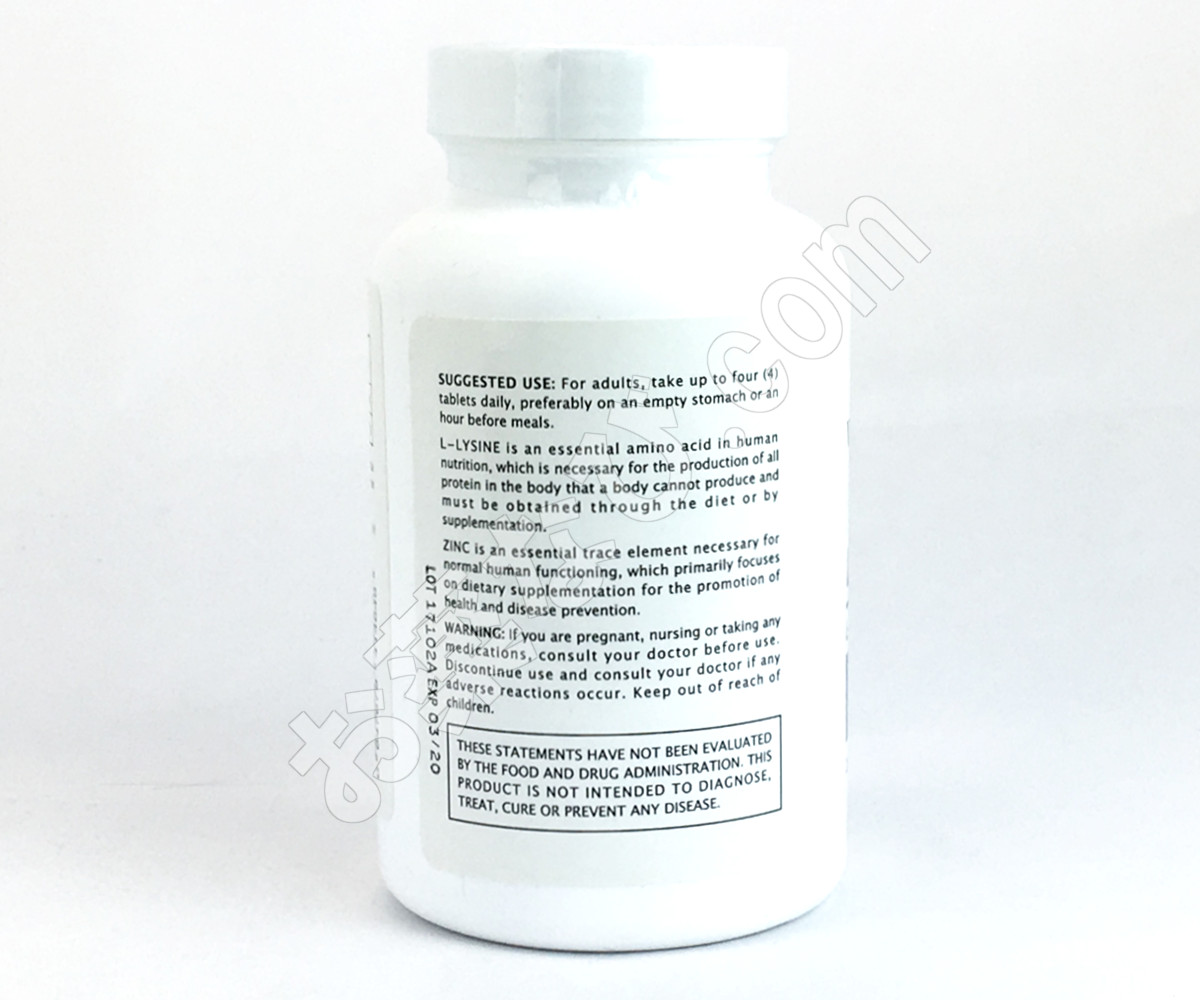 SUGGESTED USE: For adults, take up to four (4)
tablets daily, preferably on an empty stomach or an
hour before meals.
L-LYSINE is an essential amino acid in human
nutrition, which is necessary for the production of all
protein in the body that a body cannot produce and
must be obtained through the diet or by
supplementation.
ZINC is an essential trace element necessary for
normal human functioning, which primarily focuses
on dietary supplementation for the promotion of
health and disease prevention.
WARNING: If you are pregnant, nursing or taking any
medications, consult your doctor before use.
Discontinue use and consult your doctor if any
adverse reactions occur. Keep out of reach of
children.
THESE STATEMENTS HAVE NOT BEEN EVALUATED
BY THE FOOD AND DRUG ADMINISTRATION. THIS
PRODUCT IS NOT INTENDED TO DIAGNOSE,
TREAT, CURE OR PREVENT ANY DISEASE.
LOT 17102A EXP 03/20
お薬なび.com